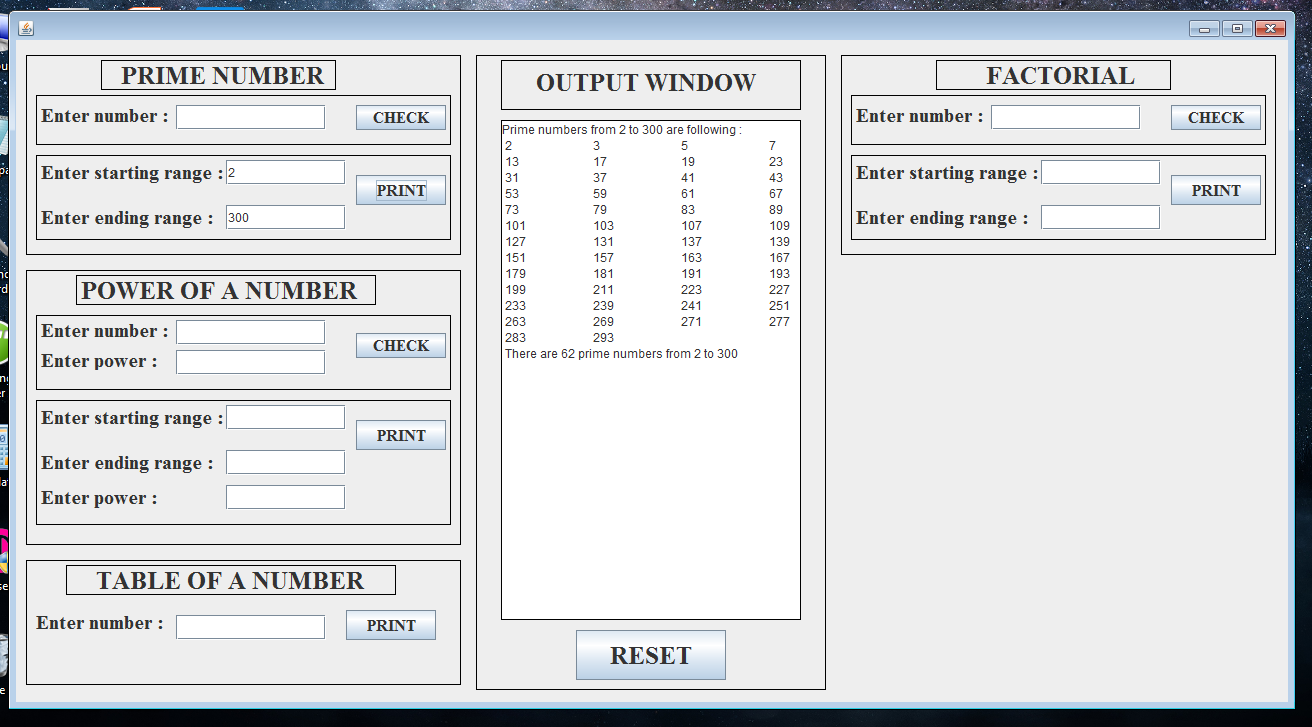 PRIME NUMBER
Enter number :
CHECK
Enter starting range : 2
PRINT
Enter ending range : 300
POWER OF A NUMBER
Enter number :
Enter power :
CHECK
Enter starting range :
PRINT
Enter ending range :
Enter power :
TABLE OF A NUMBER
Enter number :
PRINT
OUTPUT WINDOW
Prime numbers from 2 to 300 are following :
2 3 5 7
13 17 19 23
31 37 41 43
53 59 61 67
73 79 83 89
101 103 107 109
127 131 137 139
151 157 163 167
179 181 191 193
199 211 223 227
233 239 241 251
263 269 271 277
283 293
There are 62 prime numbers from 2 to 300
RESET
FACTORIAL
Enter number :
CHECK
Enter starting range :
PRINT
Enter ending range :